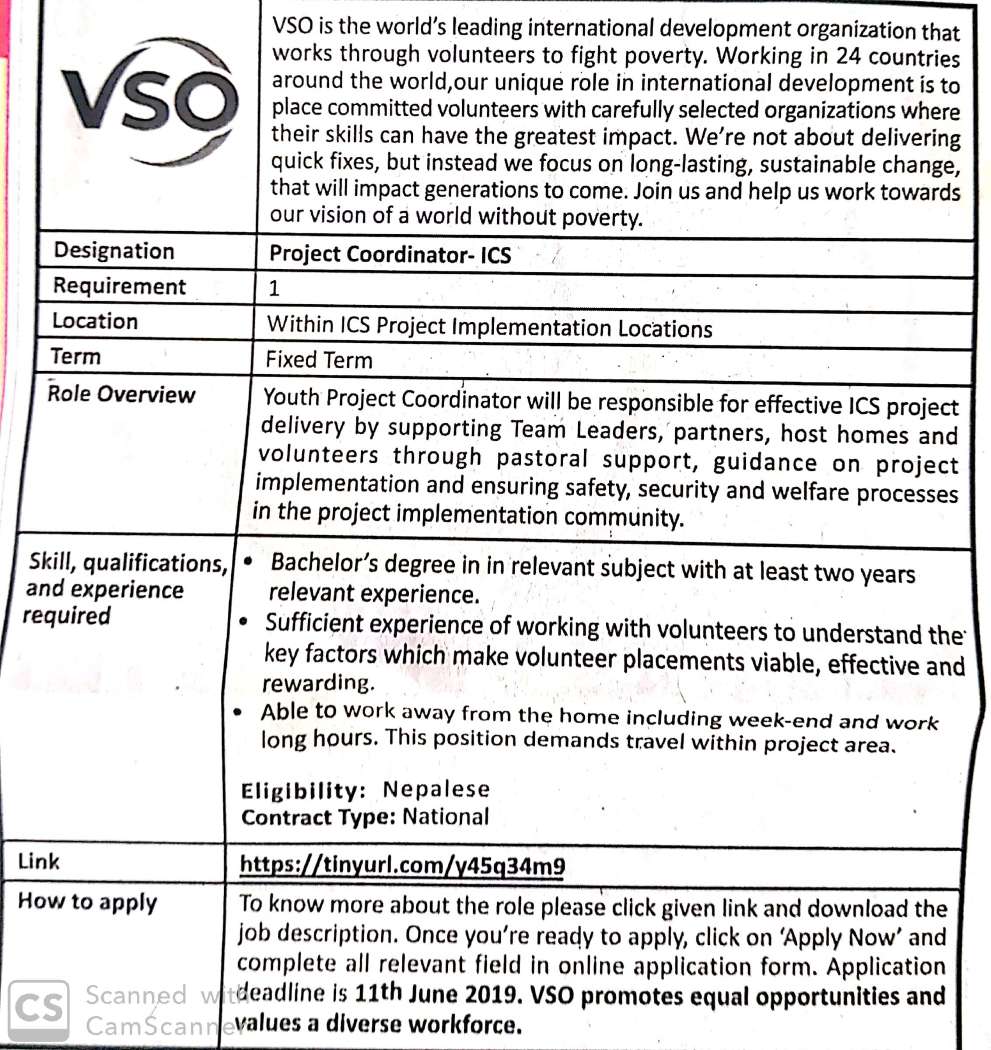 VSO
VSO is the world's leading international development organization that
works through volunteers to fight poverty. Working in 24 countries
around the world,our unique role in international development is to
place committed volunteers with carefully selected organizations where
their skills can have the greatest impact. We're not about delivering
quick fixes, but instead we focus on long-lasting, sustainable change,
that will impact generations to come. Join us and help us work towards
our vision of a world without poverty.
Designation
Project Coordinator- ICS
Requirement
1
Location
Within ICS Project Implementation Locations
Term
Fixed Term
Role Overview
Youth Project Coordinator will be responsible for effective ICS project
delivery by supporting Team Leaders, partners, host homes and
volunteers through pastoral support, guidance on project
implementation and ensuring safety, security and welfare processes
in the project implementation community.
Skill, qualifications,
and experience
required
• Bachelor's degree in in relevant subject with at least two years
relevant experience.
• Sufficient experience of working with volunteers to understand the
key factors which make volunteer placements viable, effective and
rewarding.
• Able to work away from the home including week-end and work
long hours. This position demands travel within project area.
Eligibility: Nepalese
Contract Type: National
Link
https://tinyurl.com/y45q34m9
How to apply
To know more about the role please click given link and download the
job description. Once you're ready to apply, click on 'Apply Now' and
complete all relevant field in online application form. Application
deadline is 11th June 2019. VSO promotes equal opportunities and
values a diverse workforce.
CS
Scanned with
CamScanner